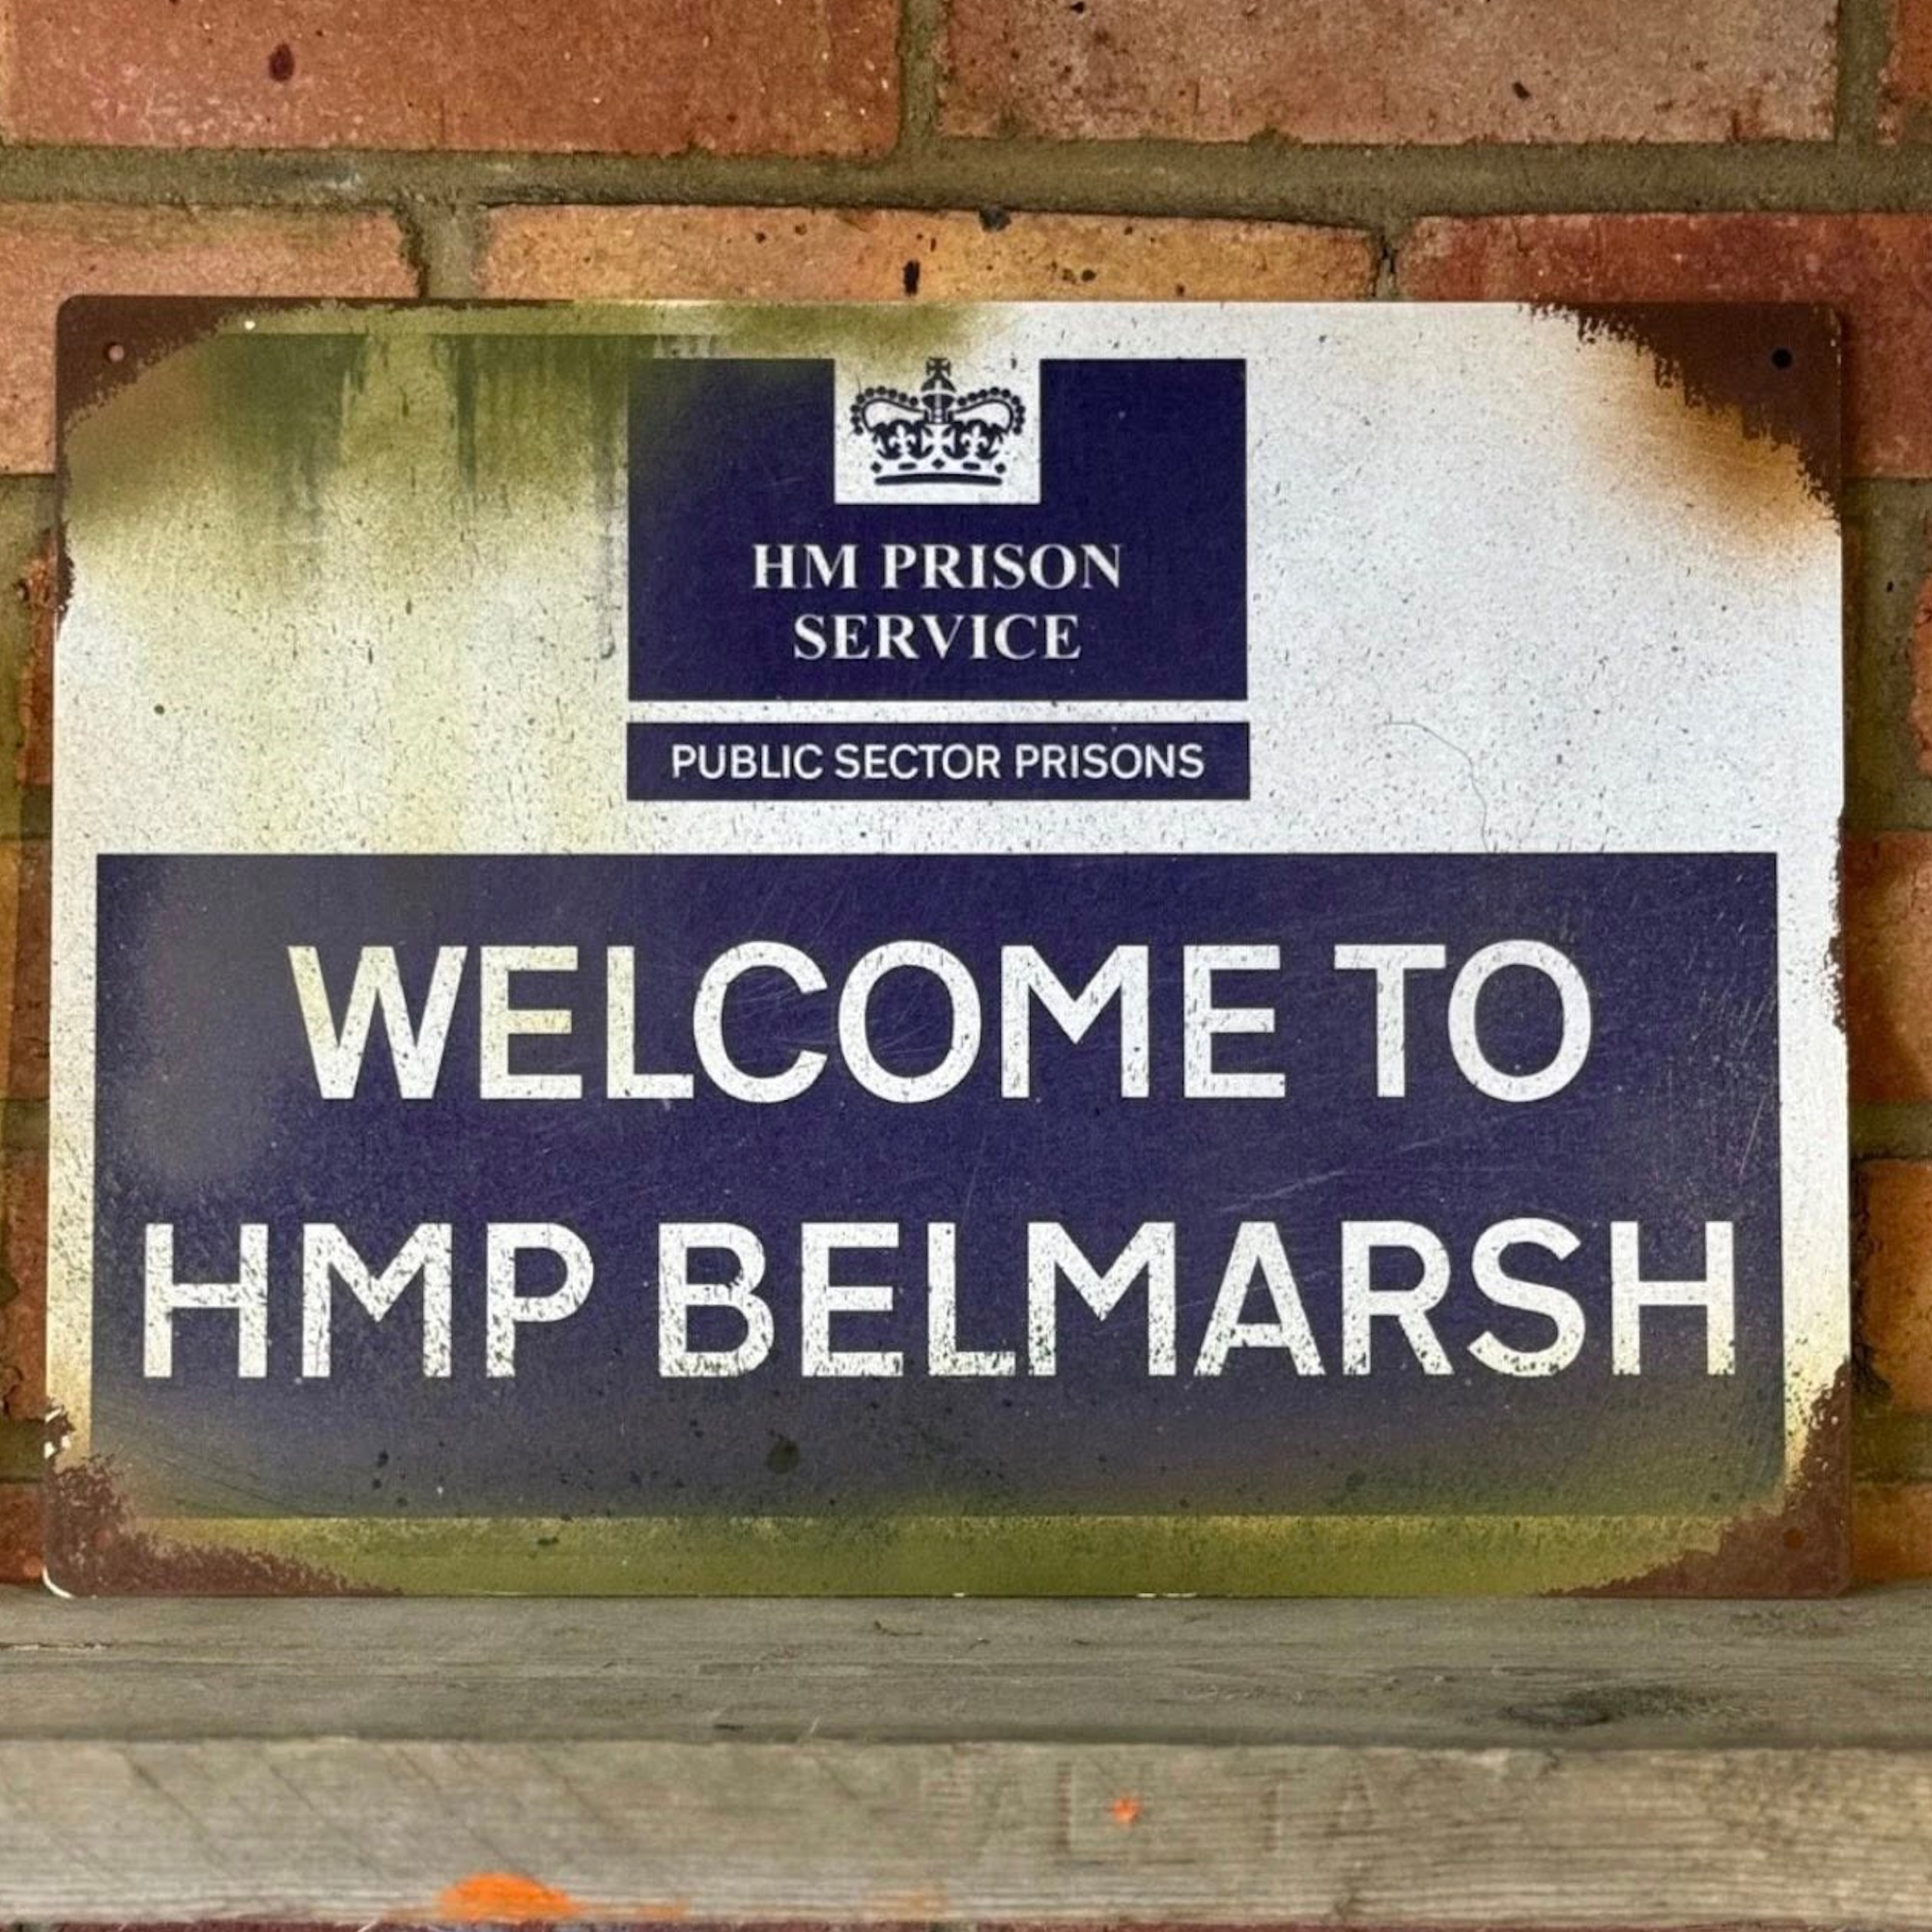 HM PRISON
SERVICE
PUBLIC SECTOR PRISONS
WELCOME TO
HMP BELMARSH